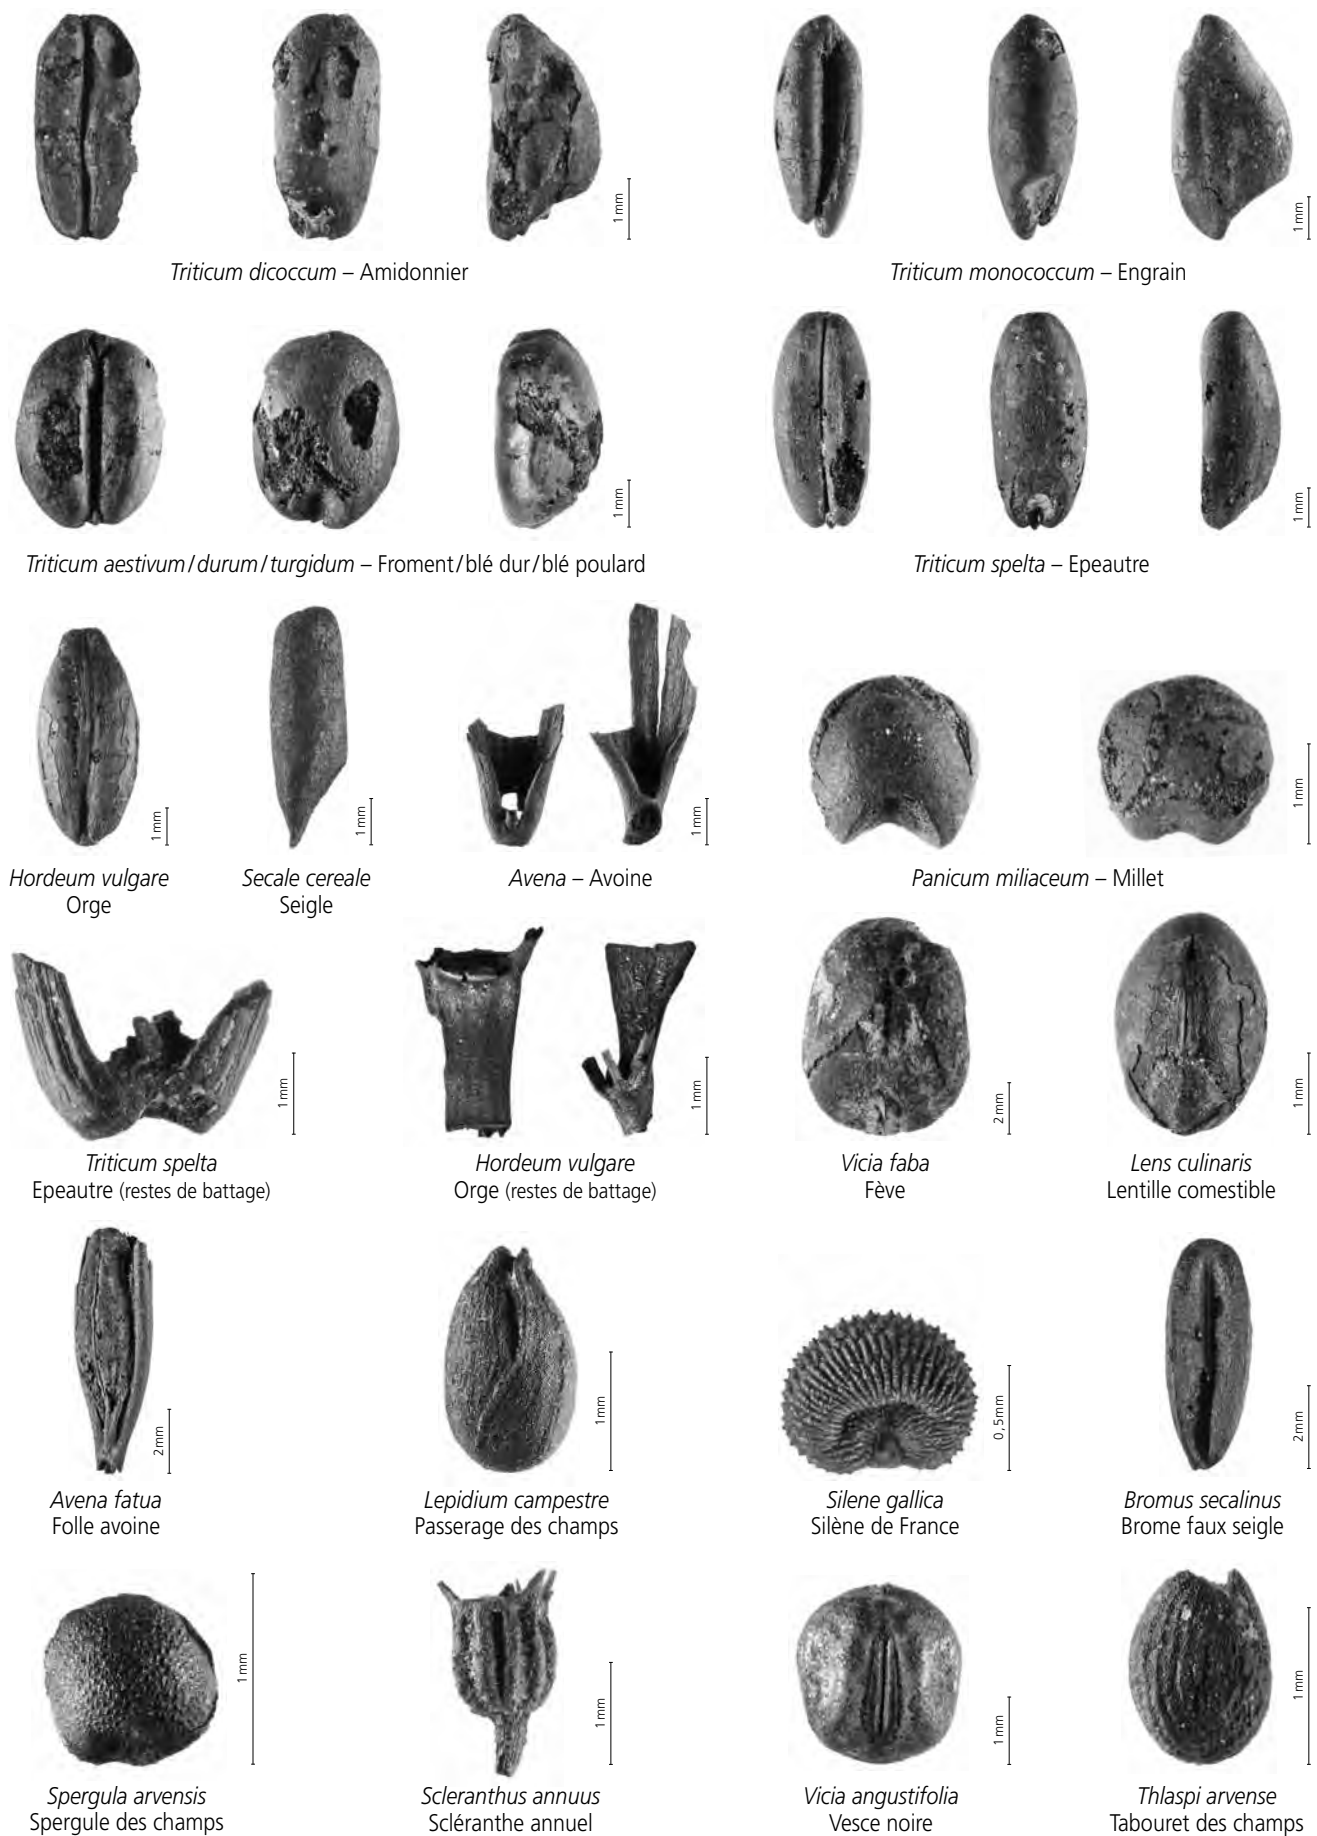 1 mm
1 mm
Triticum dicoccum – Amidonnier
Triticum monococcum – Engrain
1 mm
1 mm
Triticum aestivum/durum/turgidum – Froment/blé dur/blé poulard
Triticum spelta – Epeautre
1 mm
1 mm
1 mm
1 mm
Hordeum vulgare
Orge
Secale cereale
Seigle
Avena – Avoine
Panicum miliaceum – Millet
1 mm
1 mm
2 mm
1 mm
Triticum spelta
Epeautre (restes de battage)
Hordeum vulgare
Orge (restes de battage)
Vicia faba
Fève
Lens culinaris
Lentille comestible
2 mm
1 mm
0,5 mm
2 mm
Avena fatua
Folle avoine
Lepidium campestre
Passerage des champs
Silene gallica
Silène de France
Bromus secalinus
Brome faux seigle
1 mm
1 mm
1 mm
1 mm
Spergula arvensis
Spergule des champs
Scleranthus annuus
Scléranthe annuel
Vicia angustifolia
Vesce noire
Thlaspi arvense
Tabouret des champs